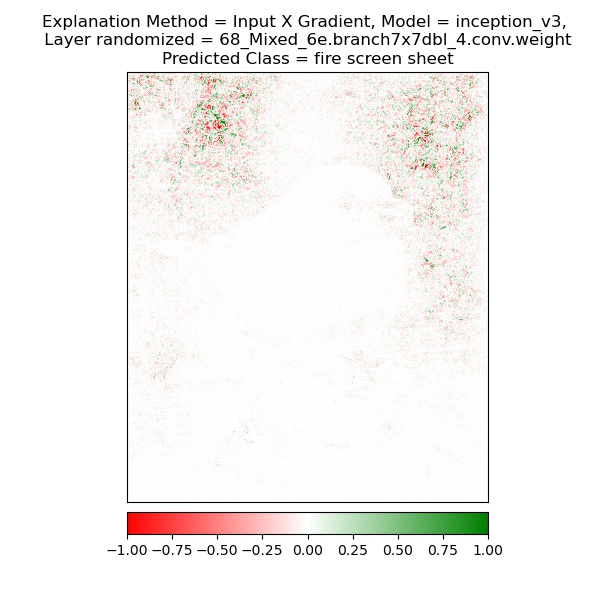 Explanation Method = Input X Gradient, Model = inception_v3,
Layer randomized = 68_Mixed_6e.branch7x7dbl_4.conv.weight
Predicted Class = fire screen sheet
−1.00 −0.75 −0.50 −0.25 0.00 0.25 0.50 0.75 1.00